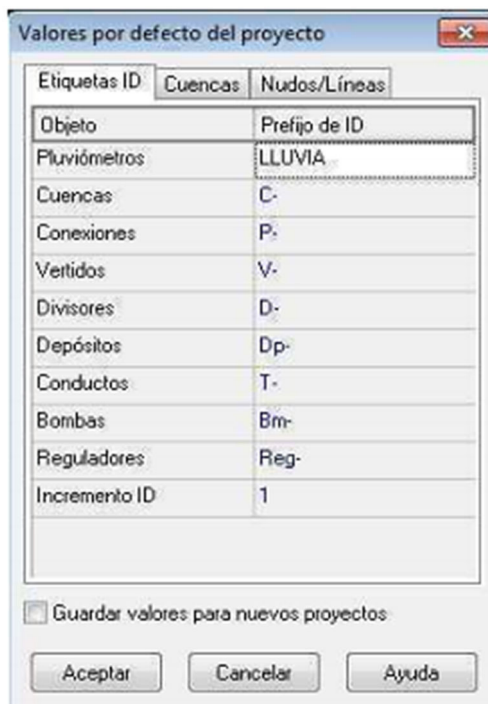 Valores por defecto del proyecto
Etiquetas ID Cuencas Nudos/Líneas
Objeto Prefijo de ID
Pluviómetros LLUVIA
Cuencas C-
Conexiones P-
Vertidos V-
Divisores D-
Depósitos Dp-
Conductos T-
Bombas Bm-
Reguladores Reg-
Incremento ID 1
Guardar valores para nuevos proyectos
Aceptar Cancelar Ayuda